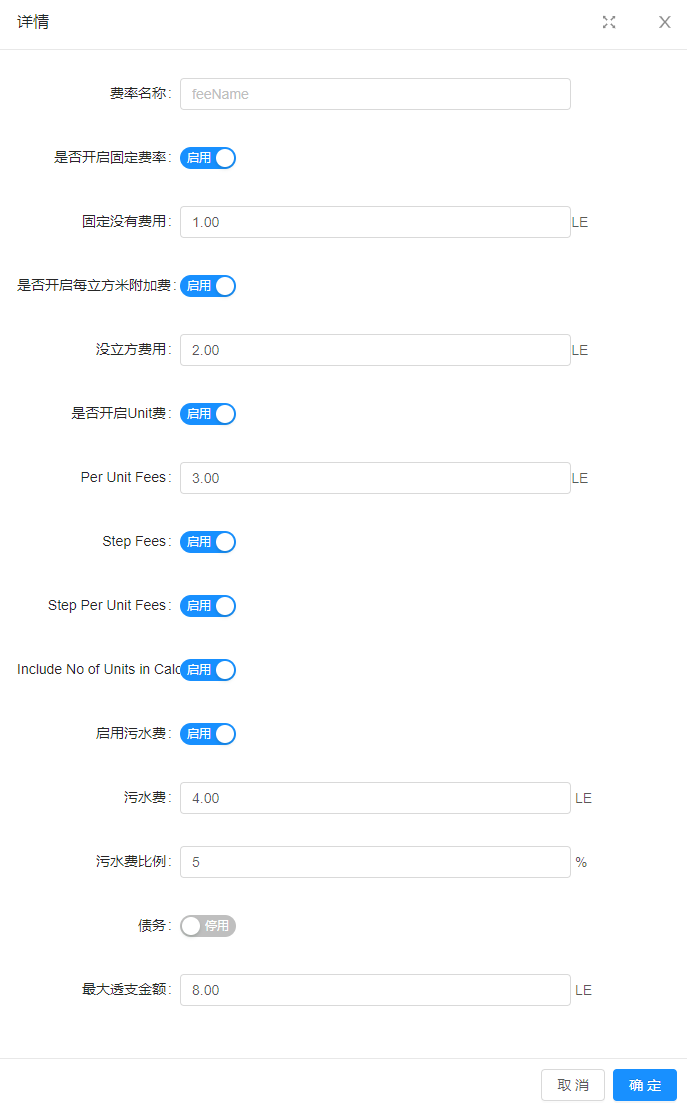 详情
费率名称: feeName
是否开启固定费率: 启用
固定没有费用: 1.00 LE
是否开启每立方米附加费: 启用
没立方费用: 2.00 LE
是否开启Unit费: 启用
Per Unit Fees: 3.00 LE
Step Fees: 启用
Step Per Unit Fees: 启用
Include No of Units in Calc 启用
启用污水费: 启用
污水费: 4.00 LE
污水费比例: 5 %
债务: 停用
最大透支金额: 8.00 LE
取 消 确 定